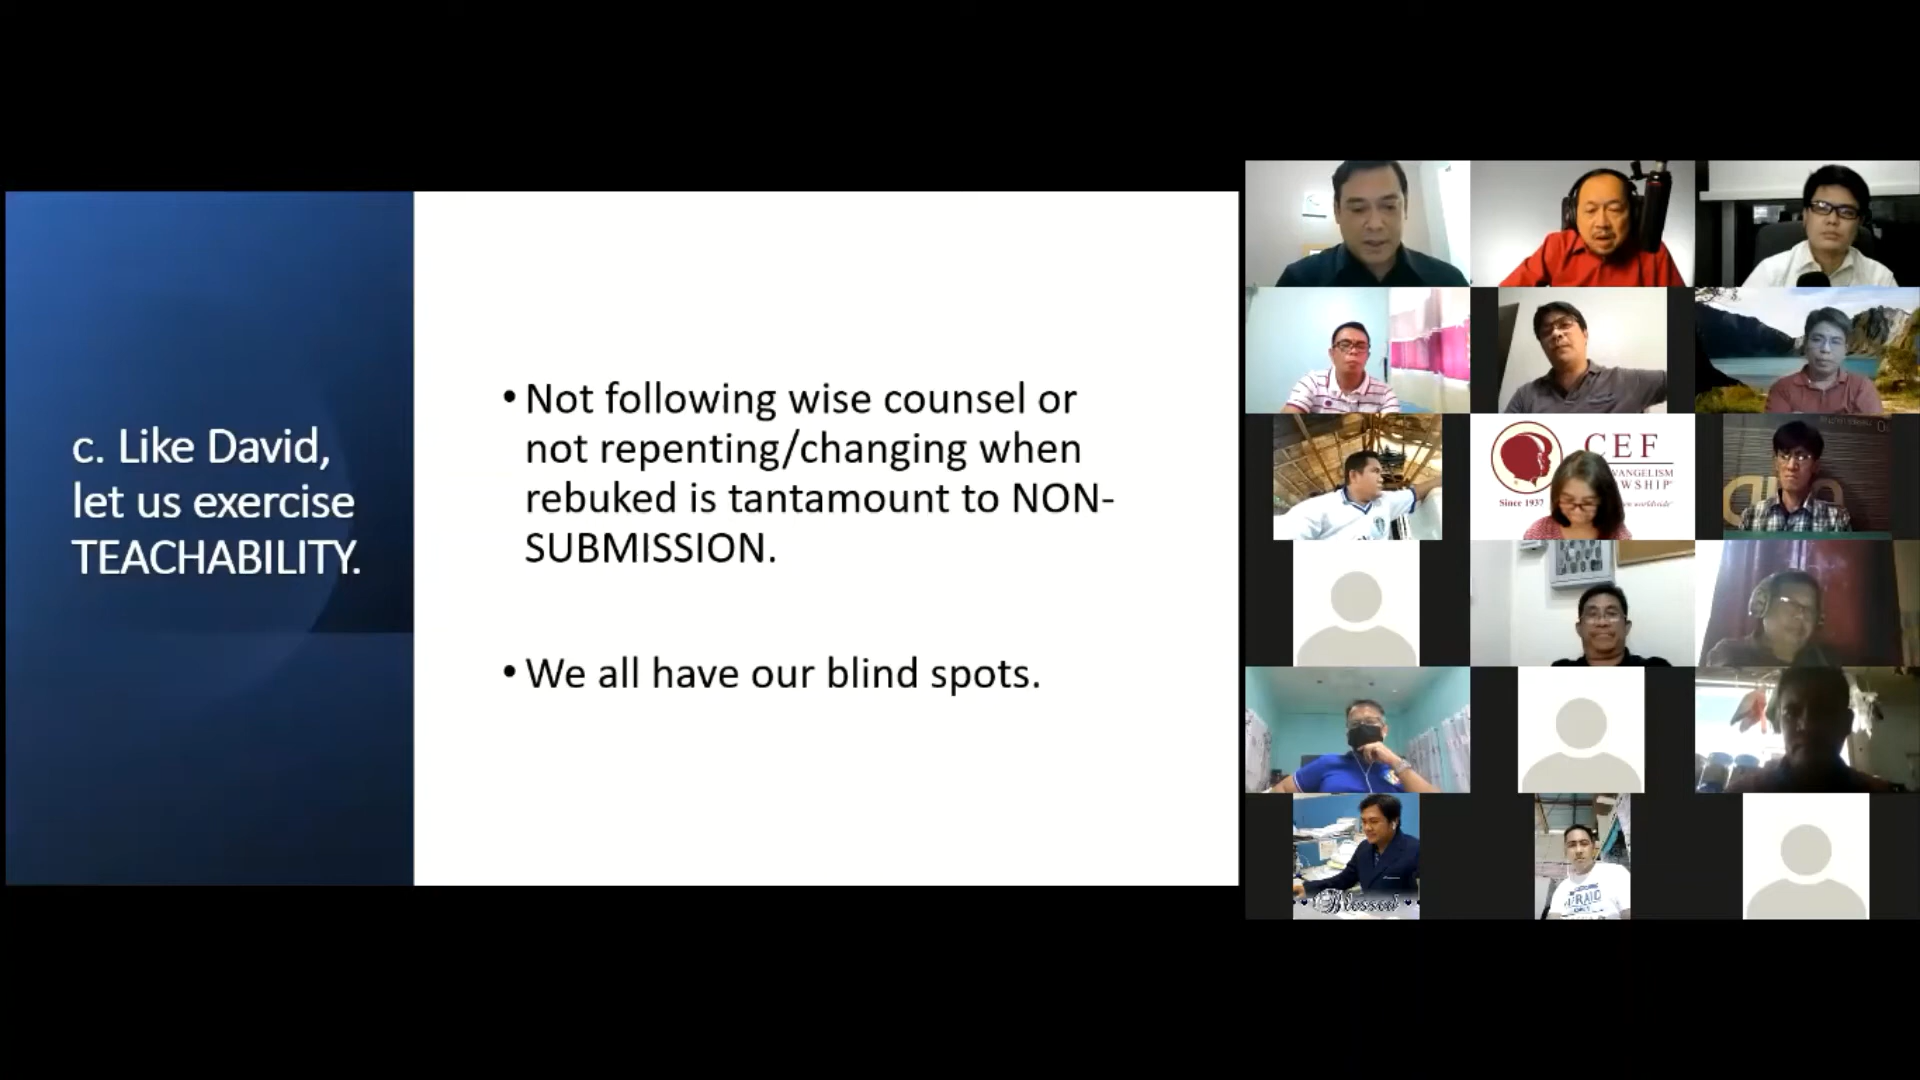 c. Like David,
let us exercise
TEACHABILITY.
• Not following wise counsel or
not repenting/changing when
rebuked is tantamount to NON-
SUBMISSION.
• We all have our blind spots.
CEF
Since 1937
Blessed